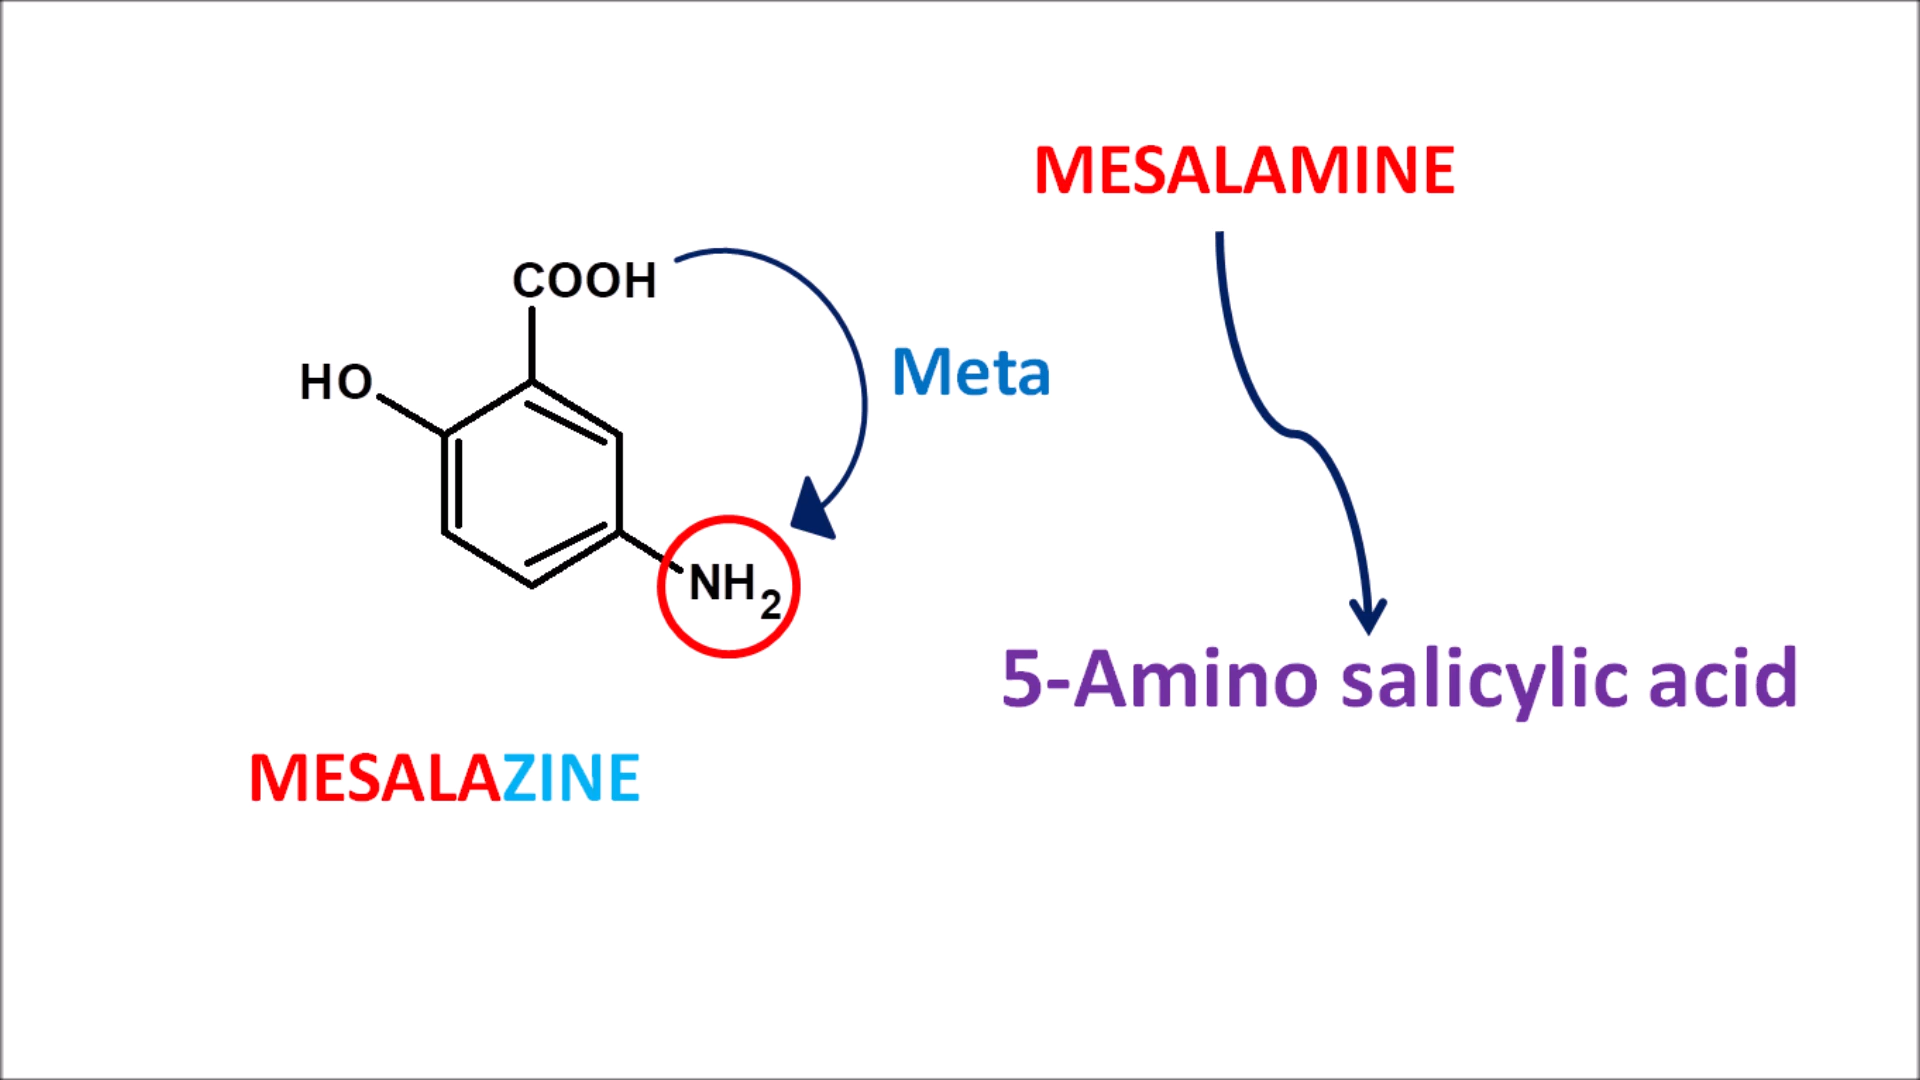 MESALAMINE
COOH
HO
Meta
NH2
5-Amino salicylic acid
MESALAZINE